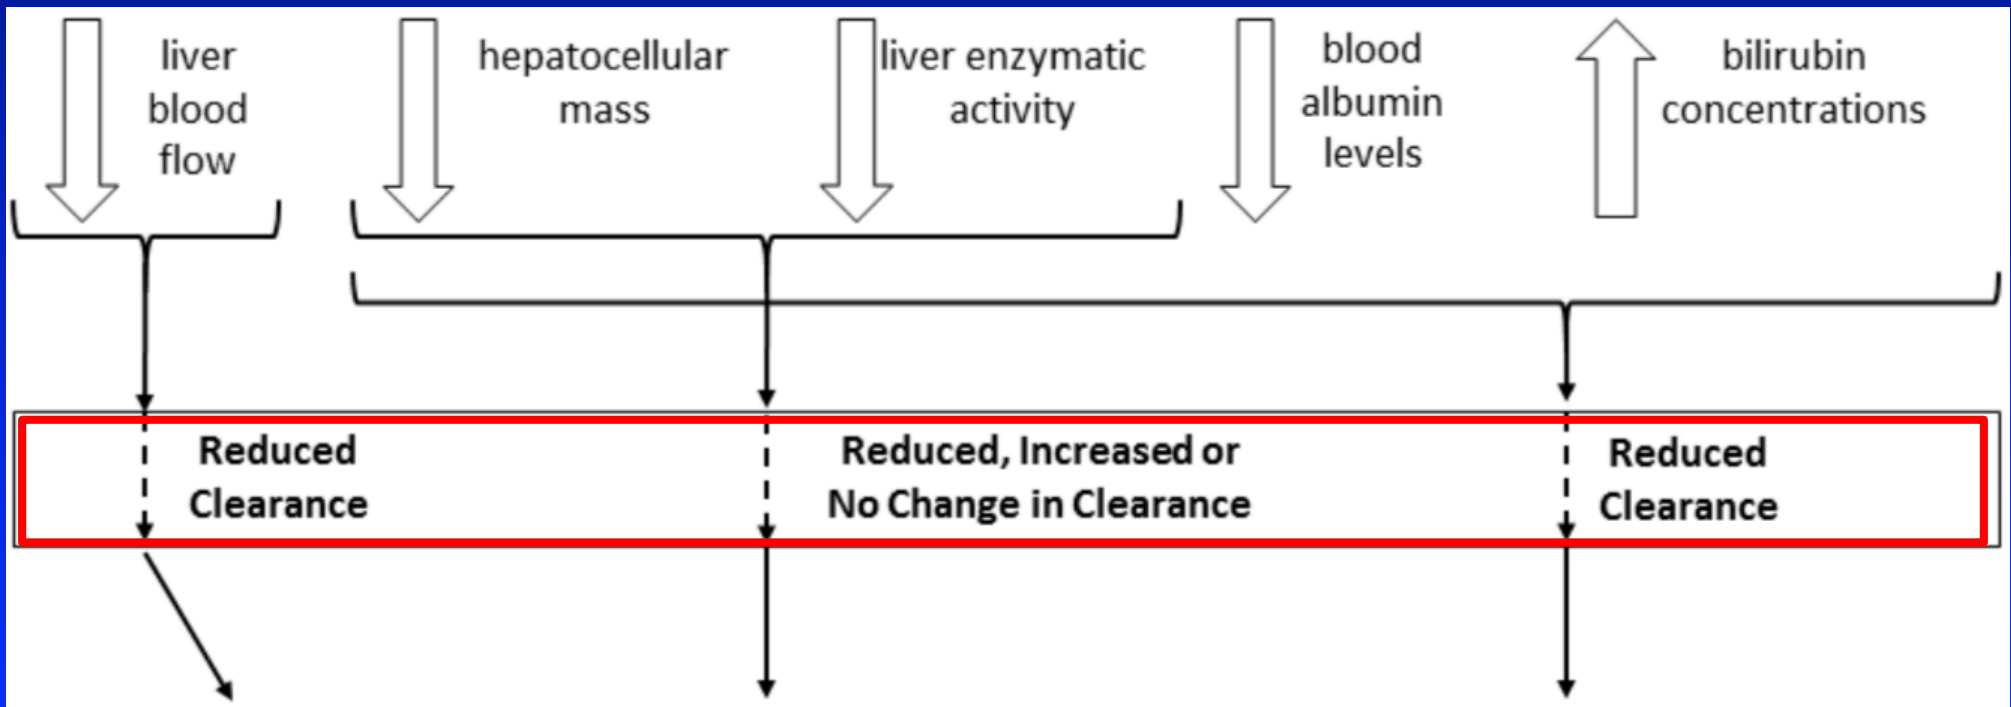 liver
blood
flow
hepatocellular
mass
liver enzymatic
activity
blood
albumin
levels
bilirubin
concentrations
Reduced
Clearance
Reduced, Increased or
No Change in Clearance
Reduced
Clearance